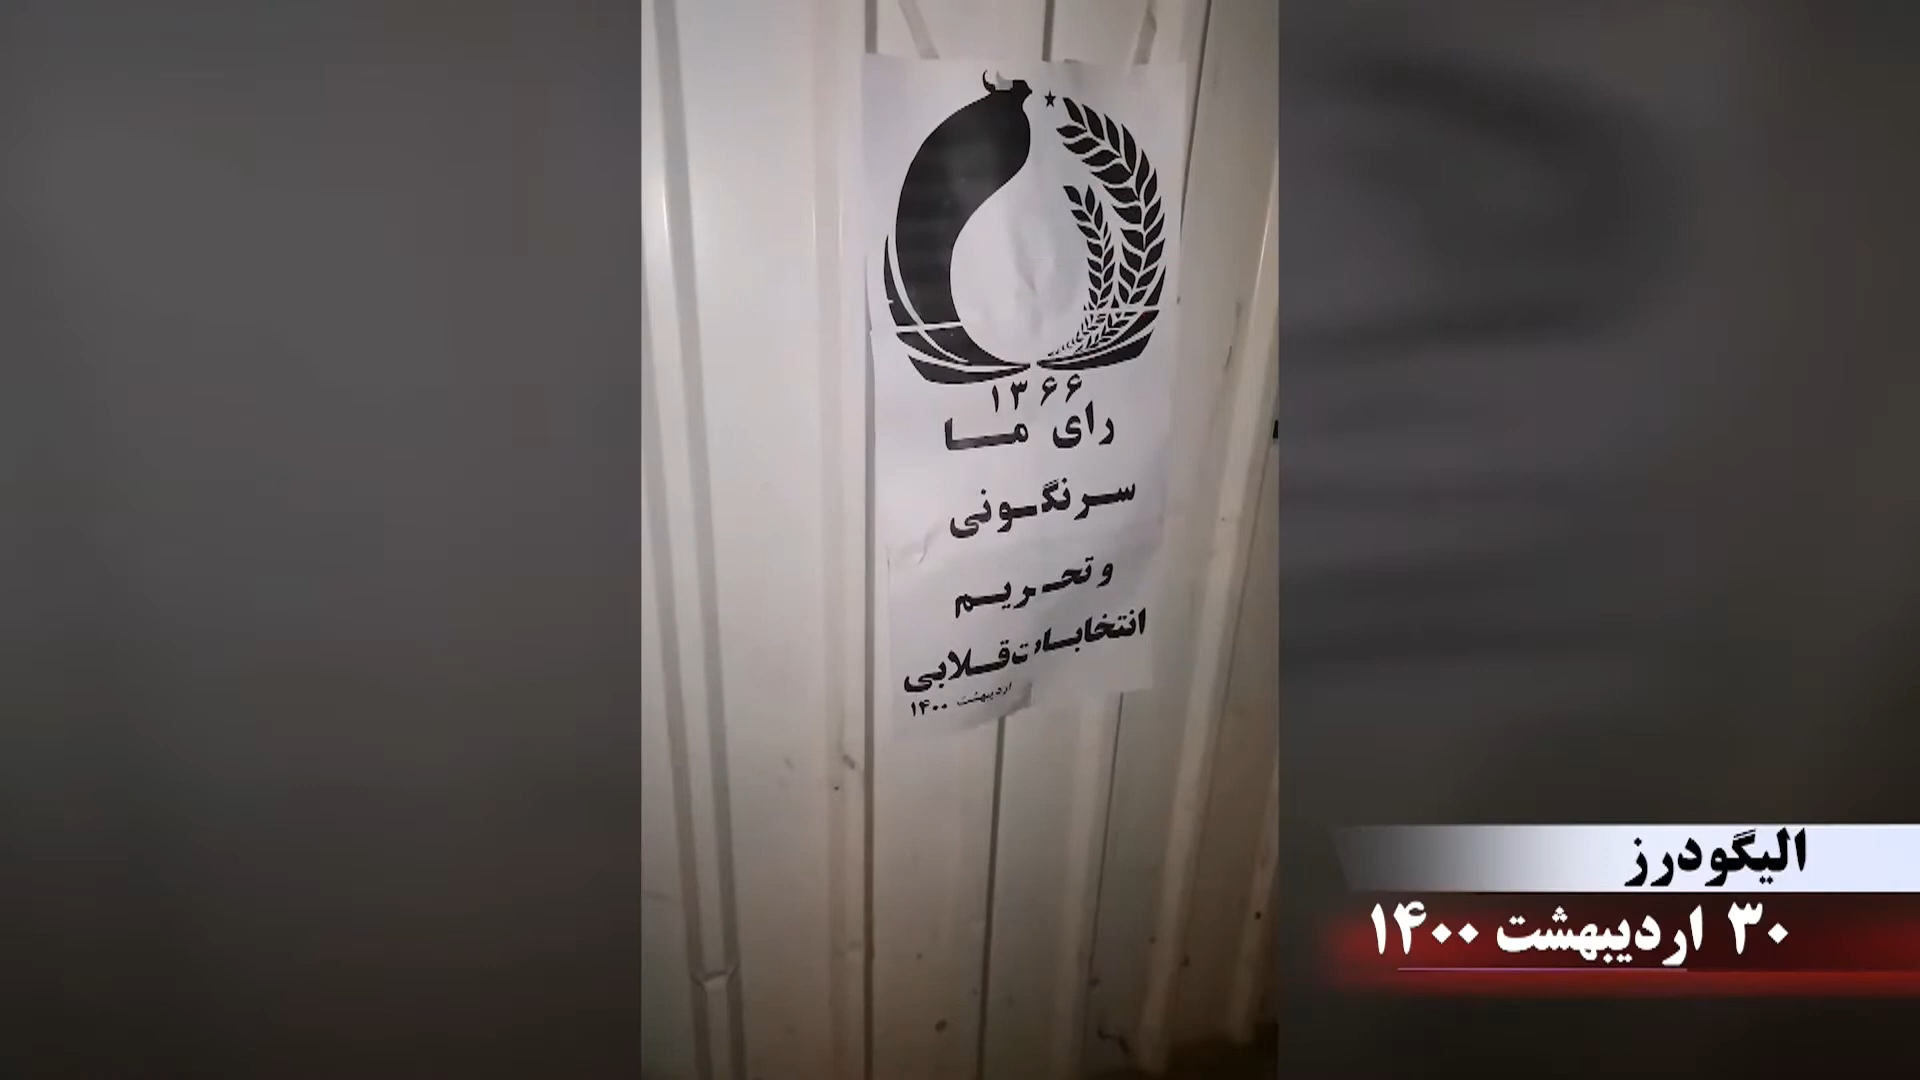 ۱۳۶۶
رای ما
سرنگونی
و تحریم
انتخابات قلابی
اردیبهشت ۱۴۰۰
الیگودرز
۳۰ اردیبهشت ۱۴۰۰